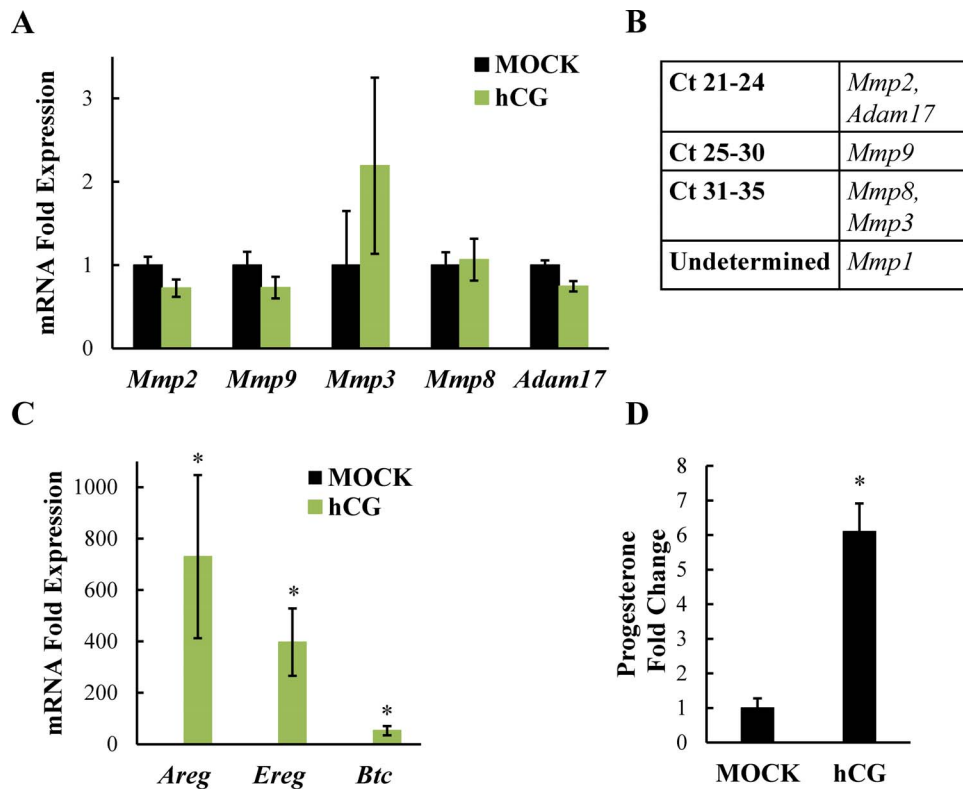 A
MOCK
hCG
mRNA Fold Expression
3
2
1
0
Mmp2 Mmp9 Mmp3 Mmp8 Adam17
B
Ct 21-24 Mmp2,
Adam17
Ct 25-30 Mmp9
Ct 31-35 Mmp8,
Mmp3
Undetermined Mmp1
C
MOCK
hCG
mRNA Fold Expression
1000
800
600
400
200
0
* * *
Areg Ereg Btc
D
Progesterone
Fold Change
8
7
6
5
4
3
2
1
0
*
MOCK hCG